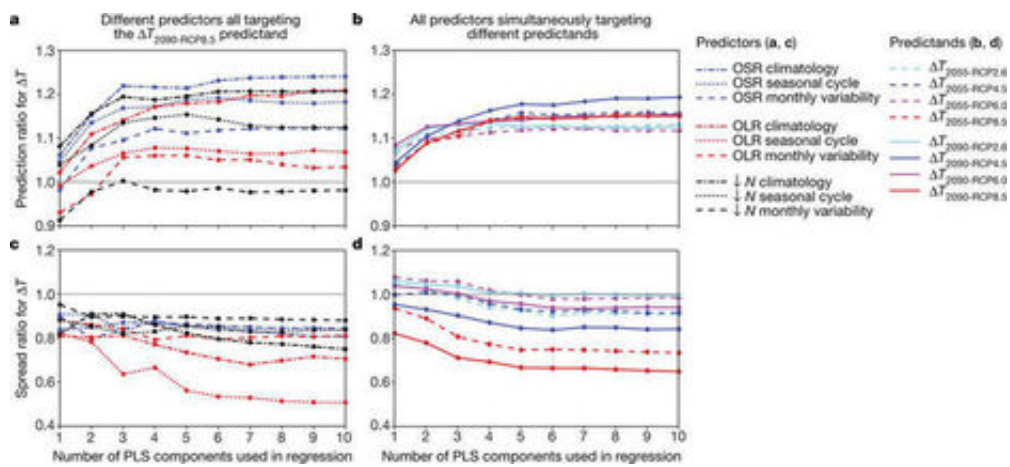 a
Different predictors all targeting
the ΔT2090-RCP8.5 predictand
b
All predictors simultaneously targeting
different predictands
Prediction ratio for ΔT
1.3
1.2
1.1
1.0
0.9
Predictors (a, c)
OSR climatology
OSR seasonal cycle
OSR monthly variability
OLR climatology
OLR seasonal cycle
OLR monthly variability
↓N climatology
↓N seasonal cycle
↓N monthly variability
Predictands (b, d)
ΔT2055-RCP2.6
ΔT2055-RCP4.5
ΔT2055-RCP6.0
ΔT2055-RCP8.5
ΔT2090-RCP2.6
ΔT2090-RCP4.5
ΔT2090-RCP6.0
ΔT2090-RCP8.5
c
d
Spread ratio for ΔT
1.2
1.0
0.8
0.6
0.4
1 2 3 4 5 6 7 8 9 10
1 2 3 4 5 6 7 8 9 10
Number of PLS components used in regression
Number of PLS components used in regression